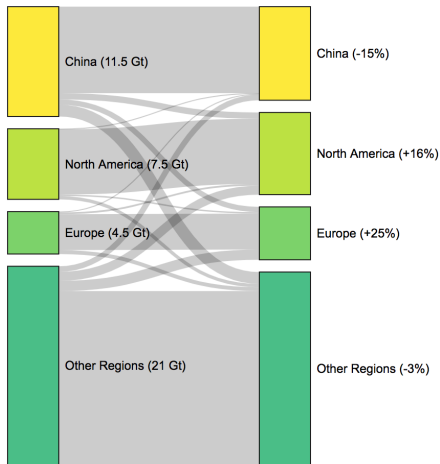 China (11.5 Gt)
China (-15%)
North America (7.5 Gt)
North America (+16%)
Europe (4.5 Gt)
Europe (+25%)
Other Regions (21 Gt)
Other Regions (-3%)